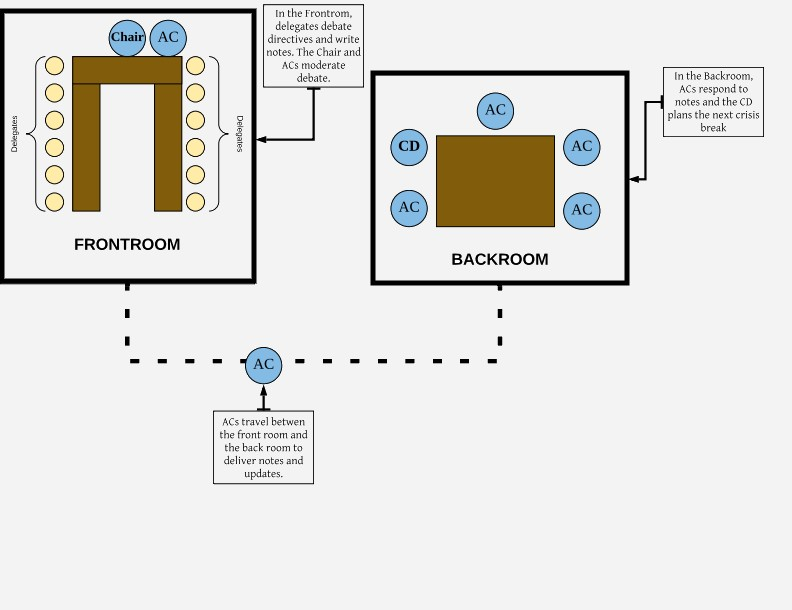 Chair
AC
Delegates
Delegates
FRONTROOM
In the Frontrom,
delegates debate
directives and write
notes. The Chair and
ACs moderate
debate.
AC
CD
AC
AC
AC
BACKROOM
In the Backroom,
ACs respond to
notes and the CD
plans the next crisis
break
AC
ACs travel betwen
the front room and
the back room to
deliver notes and
updates.